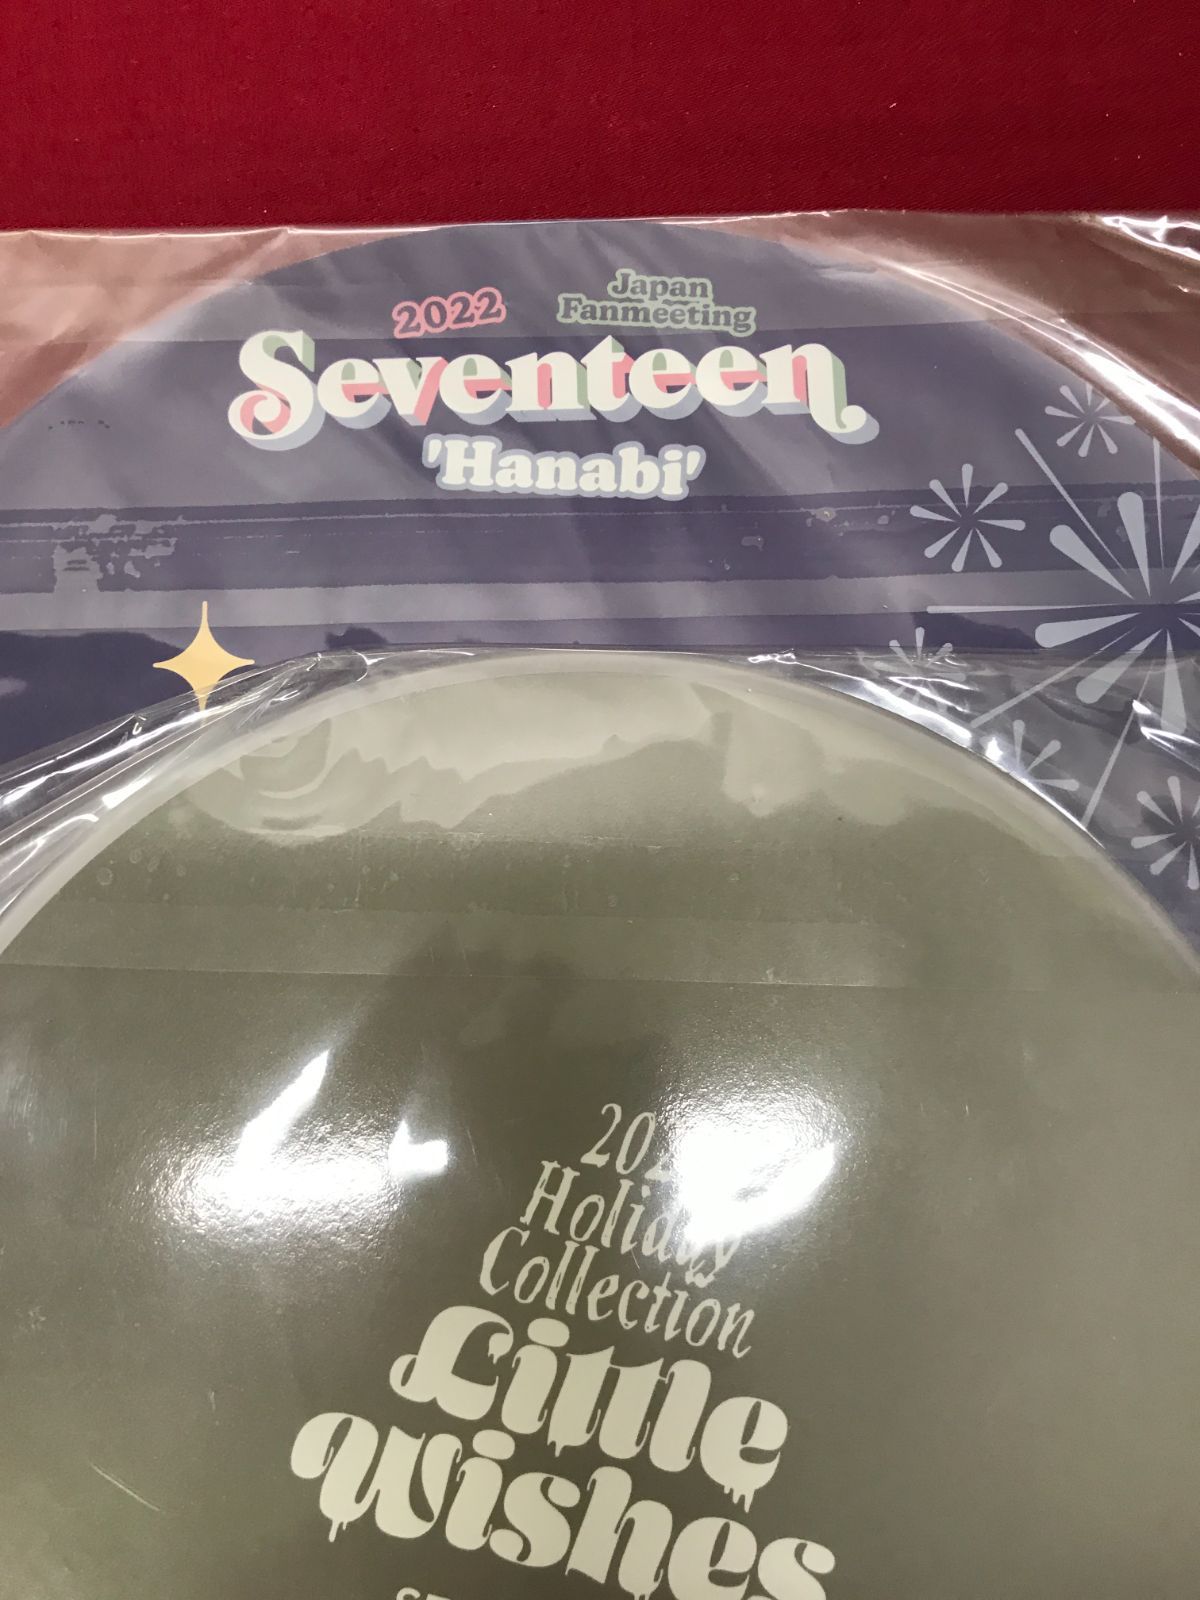 2022
Japan
Fanmeeting
Seventeen
'Hanabi'
Holiday
Collection
Little
Wishes